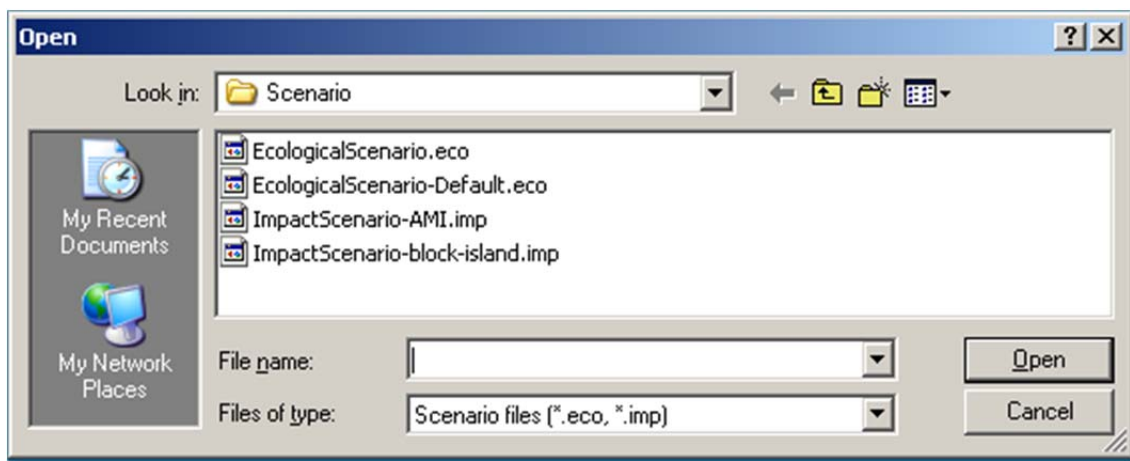 Open
Look in:
Scenario
My Recent
Documents
My Network
Places
EcologicalScenario.eco
EcologicalScenario-Default.eco
ImpactScenario-AMI.imp
ImpactScenario-block-island.imp
File name:
Open
Files of type:
Scenario files (*.eco, *.imp)
Cancel